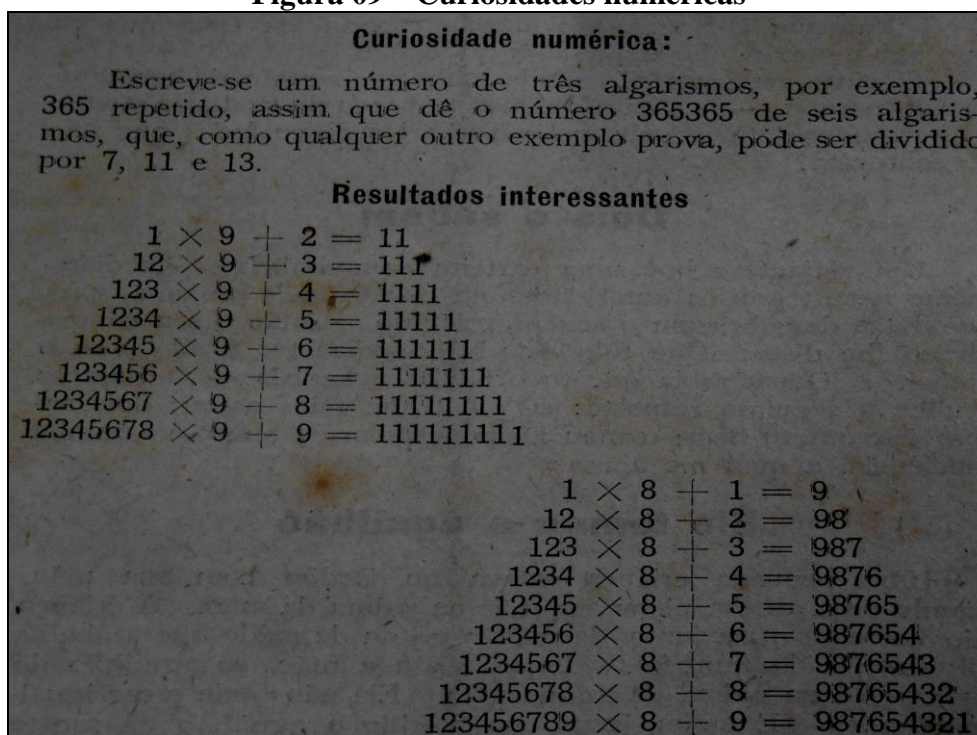 Figura 09 – Curiosidades numéricas
Curiosidade numérica:
Escreve-se um número de três algarismos, por exemplo,
365 repetido, assim que dê o número 365365 de seis algaris-
mos, que, como qualquer outro exemplo prova, póde ser dividido
por 7, 11 e 13.
Resultados interessantes
1 × 9 + 2 = 11
12 × 9 + 3 = 111
123 × 9 + 4 = 1111
1234 × 9 + 5 = 11111
12345 × 9 + 6 = 111111
123456 × 9 + 7 = 1111111
1234567 × 9 + 8 = 11111111
12345678 × 9 + 9 = 111111111
1 × 8 + 1 = 9
12 × 8 + 2 = 98
123 × 8 + 3 = 987
1234 × 8 + 4 = 9876
12345 × 8 + 5 = 98765
123456 × 8 + 6 = 987654
1234567 × 8 + 7 = 9876543
12345678 × 8 + 8 = 98765432
123456789 × 8 + 9 = 987654321